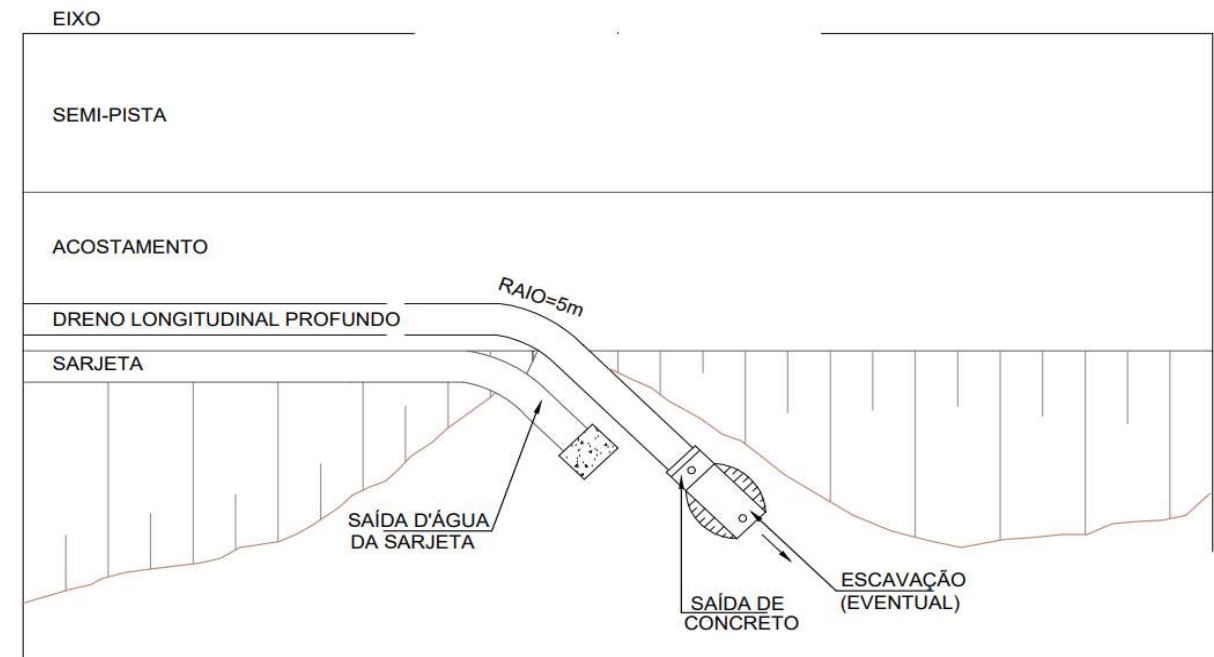 EIXO
SEMI-PISTA
ACOSTAMENTO
RAIO=5m
DRENO LONGITUDINAL PROFUNDO
SARJETA
SAÍDA D'ÁGUA
DA SARJETA
ESCAVAÇÃO
(EVENTUAL)
SAÍDA DE
CONCRETO